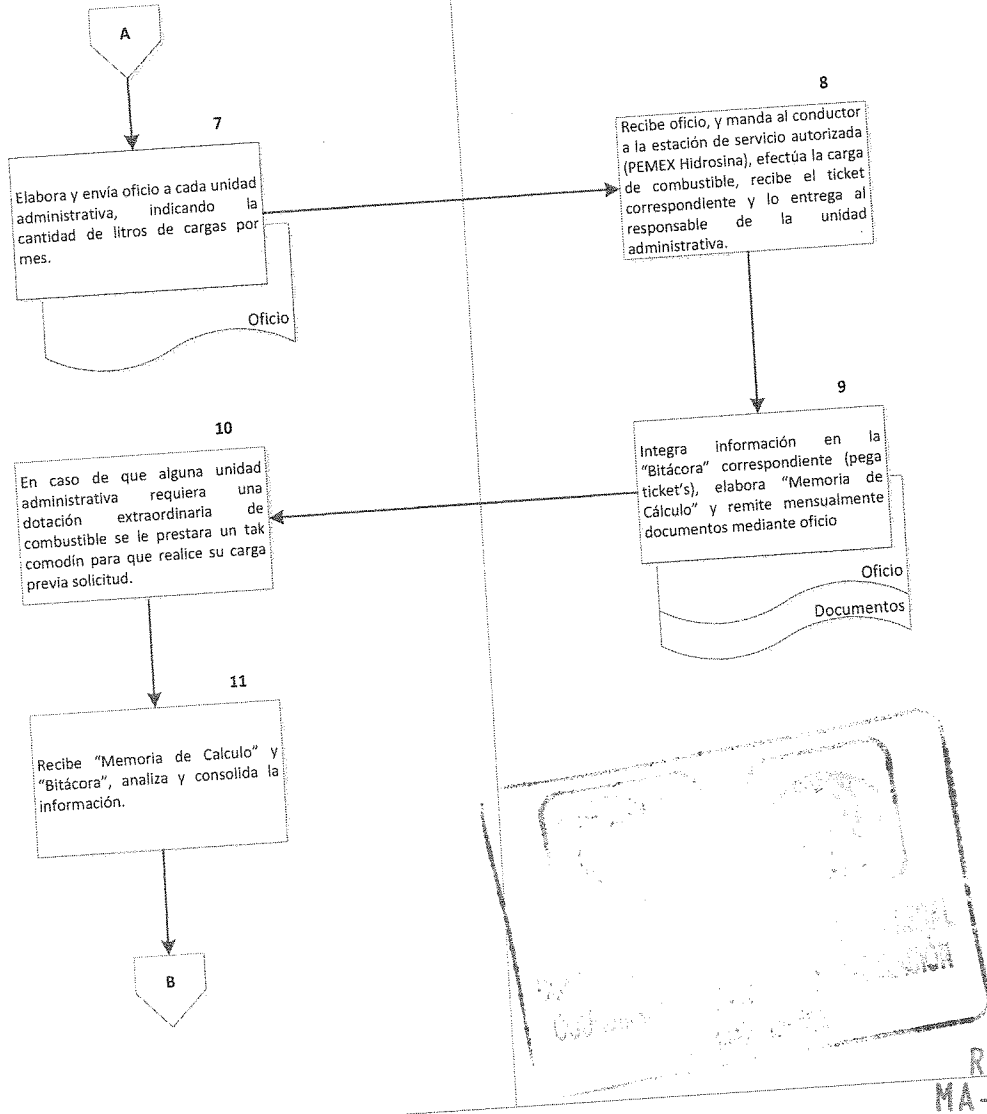 A
7
Elabora y envía oficio a cada unidad
administrativa, indicando la
cantidad de litros de cargas por
mes.
Oficio
8
Recibe oficio, y manda al conductor
a la estación de servicio autorizada
(PEMEX Hidrosina), efectúa la carga
de combustible, recibe el ticket
correspondiente y lo entrega al
responsable de la unidad
administrativa.
9
Integra información en la
"Bitácora" correspondiente (pega
ticket's), elabora "Memoria de
Cálculo" y remite mensualmente
documentos mediante oficio
Oficio
Documentos
10
En caso de que alguna unidad
administrativa requiera una
dotación extraordinaria de
combustible se le prestara un tak
comodín para que realice su carga
previa solicitud.
11
Recibe "Memoria de Calculo" y
"Bitácora", analiza y consolida la
información.
B
R
MA-